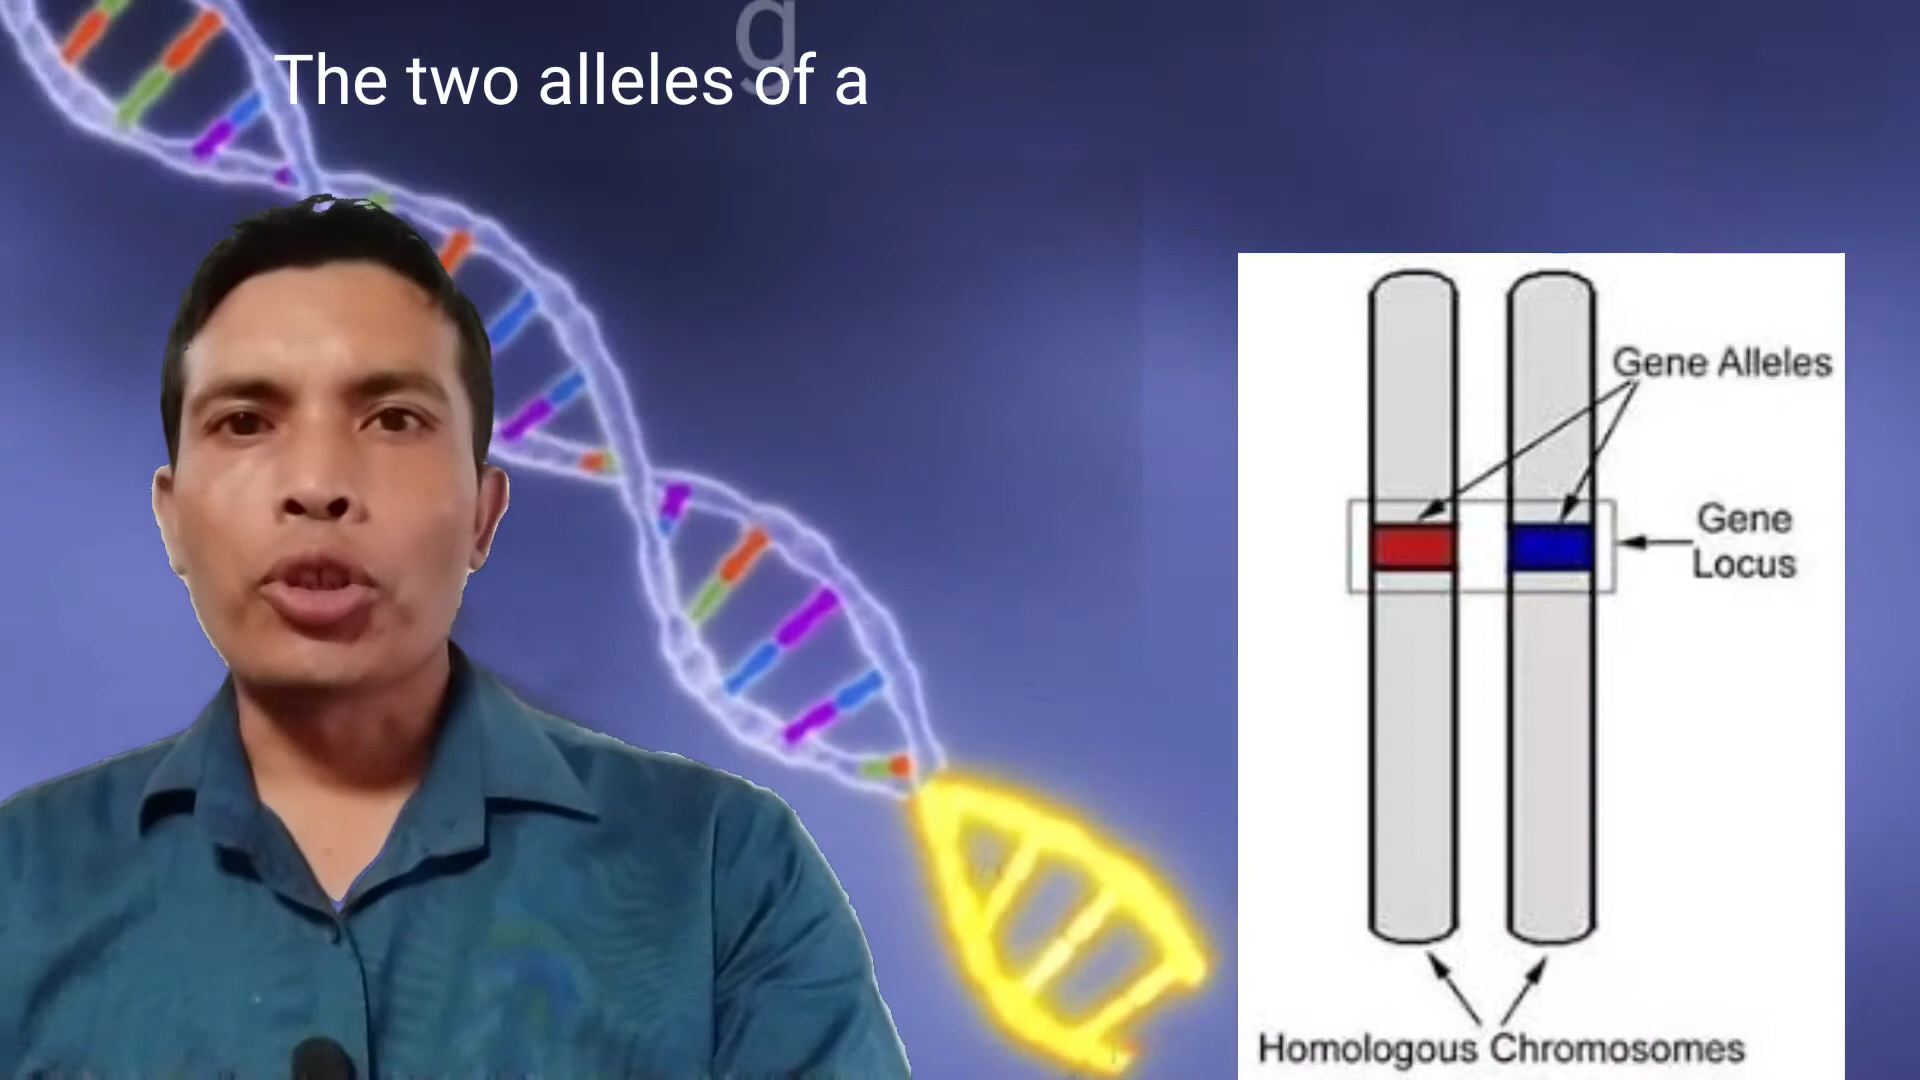 g
The two alleles of a
Gene Alleles
Gene
Locus
Homologous Chromosomes